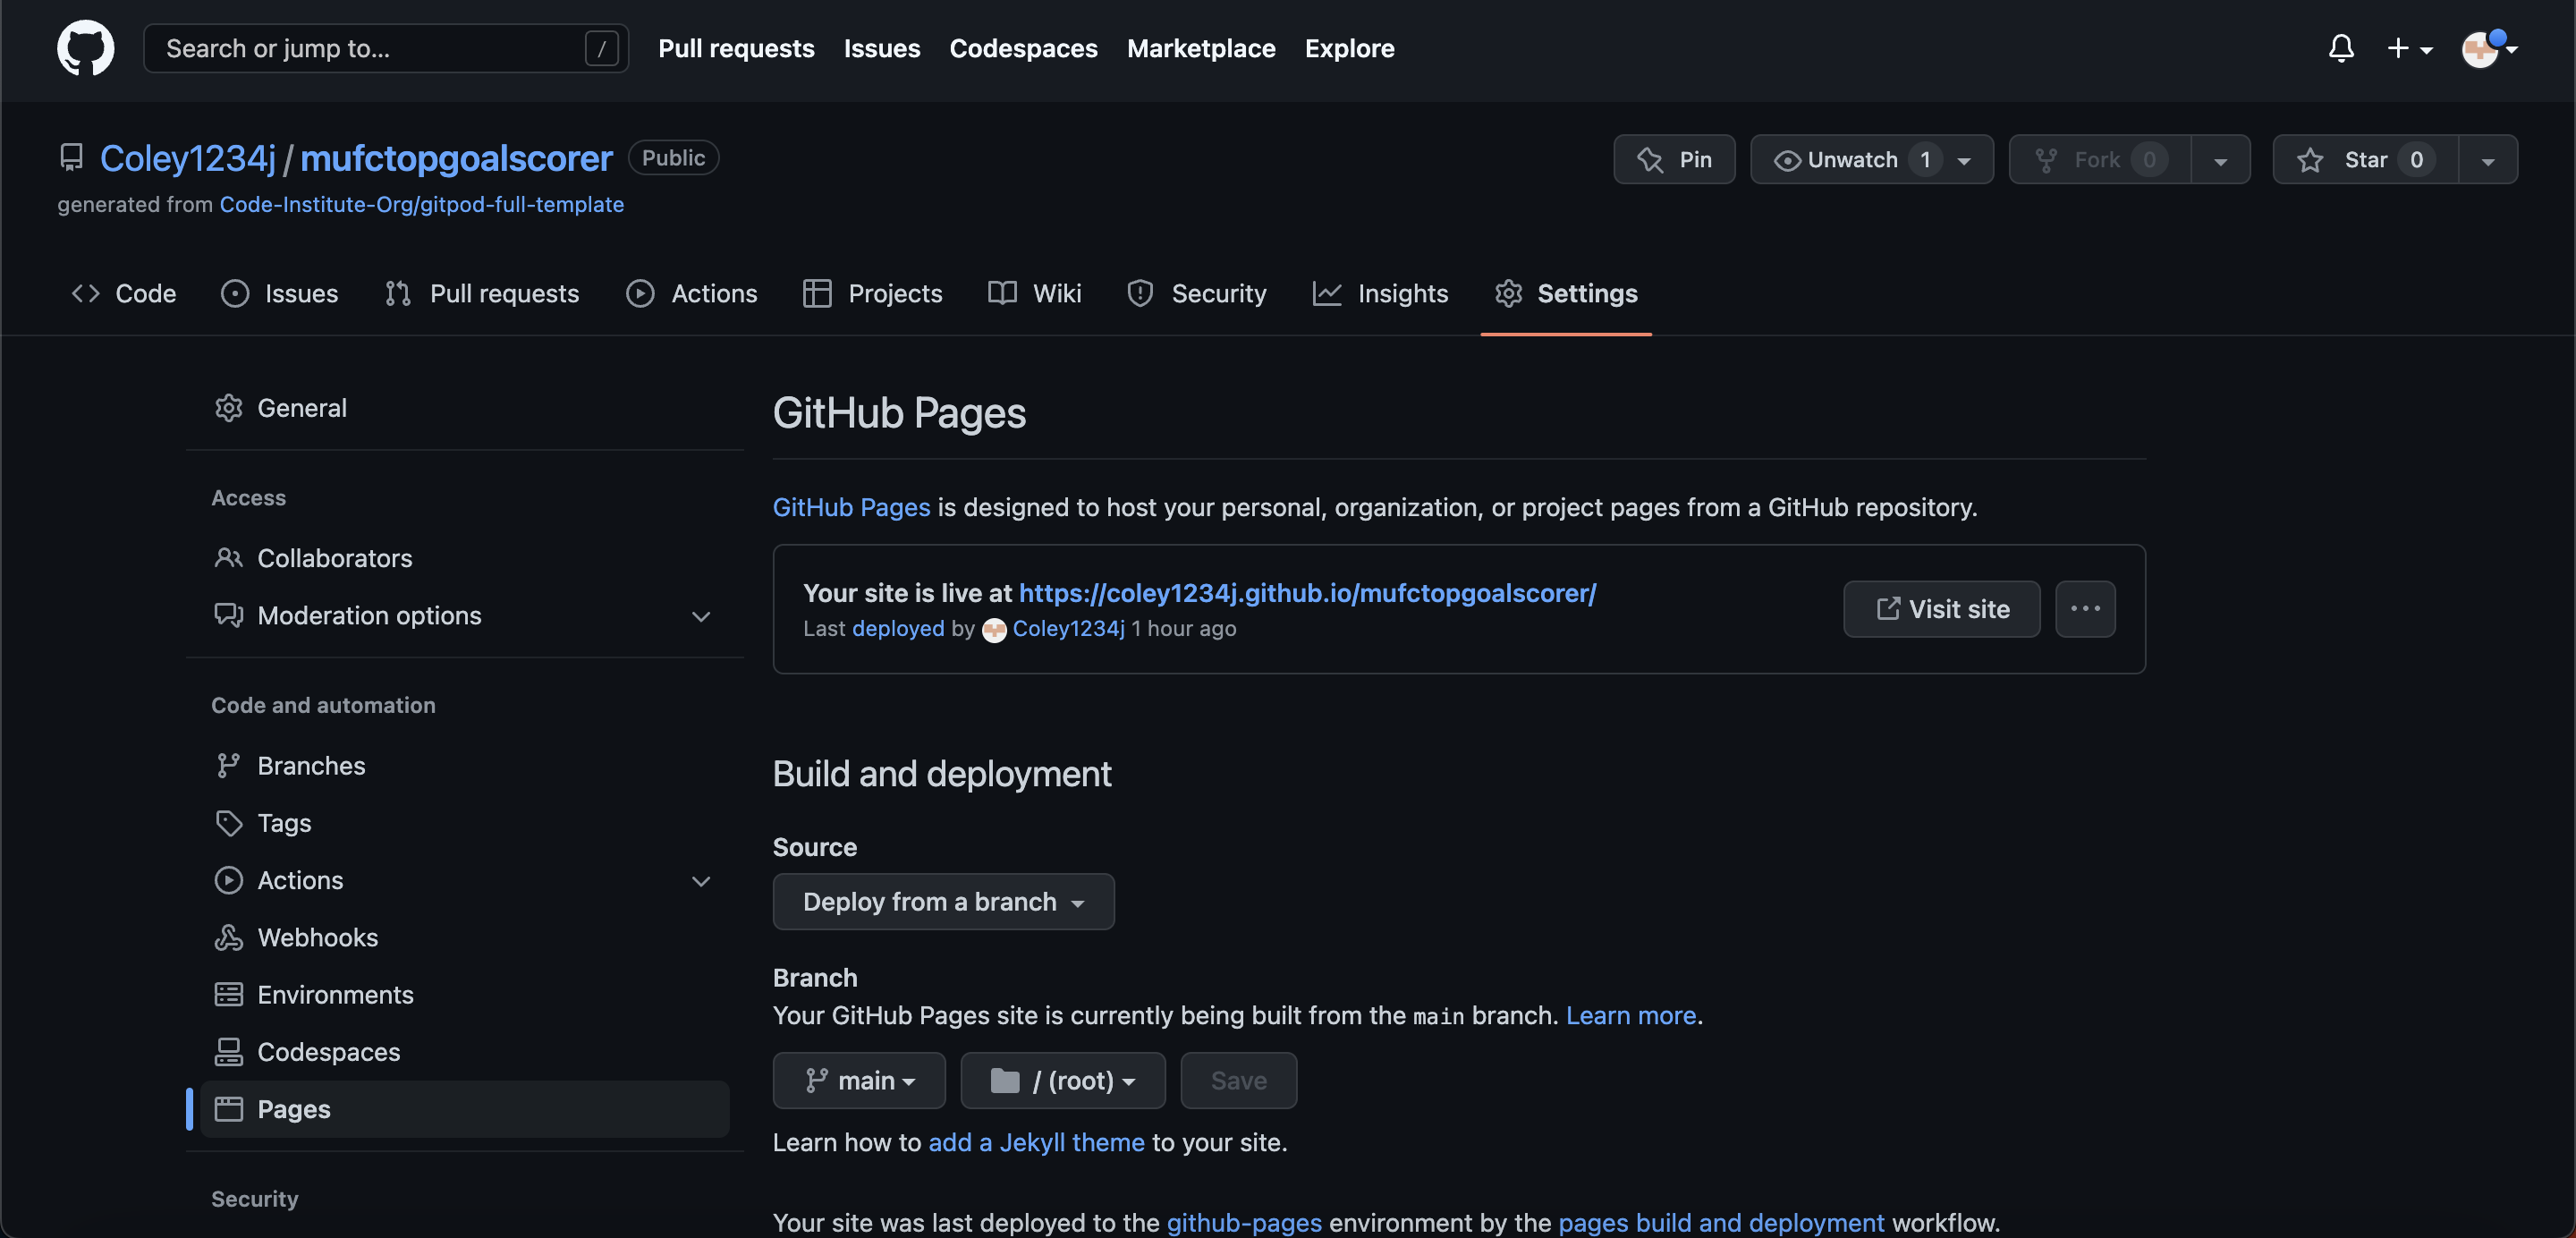 Search or jump to... /
Pull requests Issues Codespaces Marketplace Explore
Coley1234j / mufctopgoalscorer Public
Pin Unwatch 1 Fork 0 Star 0
generated from Code-Institute-Org/gitpod-full-template
Code Issues Pull requests Actions Projects Wiki Security Insights Settings
General
Access
Collaborators
Moderation options
Code and automation
Branches
Tags
Actions
Webhooks
Environments
Codespaces
Pages
Security
GitHub Pages
GitHub Pages is designed to host your personal, organization, or project pages from a GitHub repository.
Your site is live at https://coley1234j.github.io/mufctopgoalscorer/
Last deployed by Coley1234j 1 hour ago
Visit site ...
Build and deployment
Source
Deploy from a branch
Branch
Your GitHub Pages site is currently being built from the main branch. Learn more.
main / (root) Save
Learn how to add a Jekyll theme to your site.
Your site was last deployed to the github-pages environment by the pages build and deployment workflow.